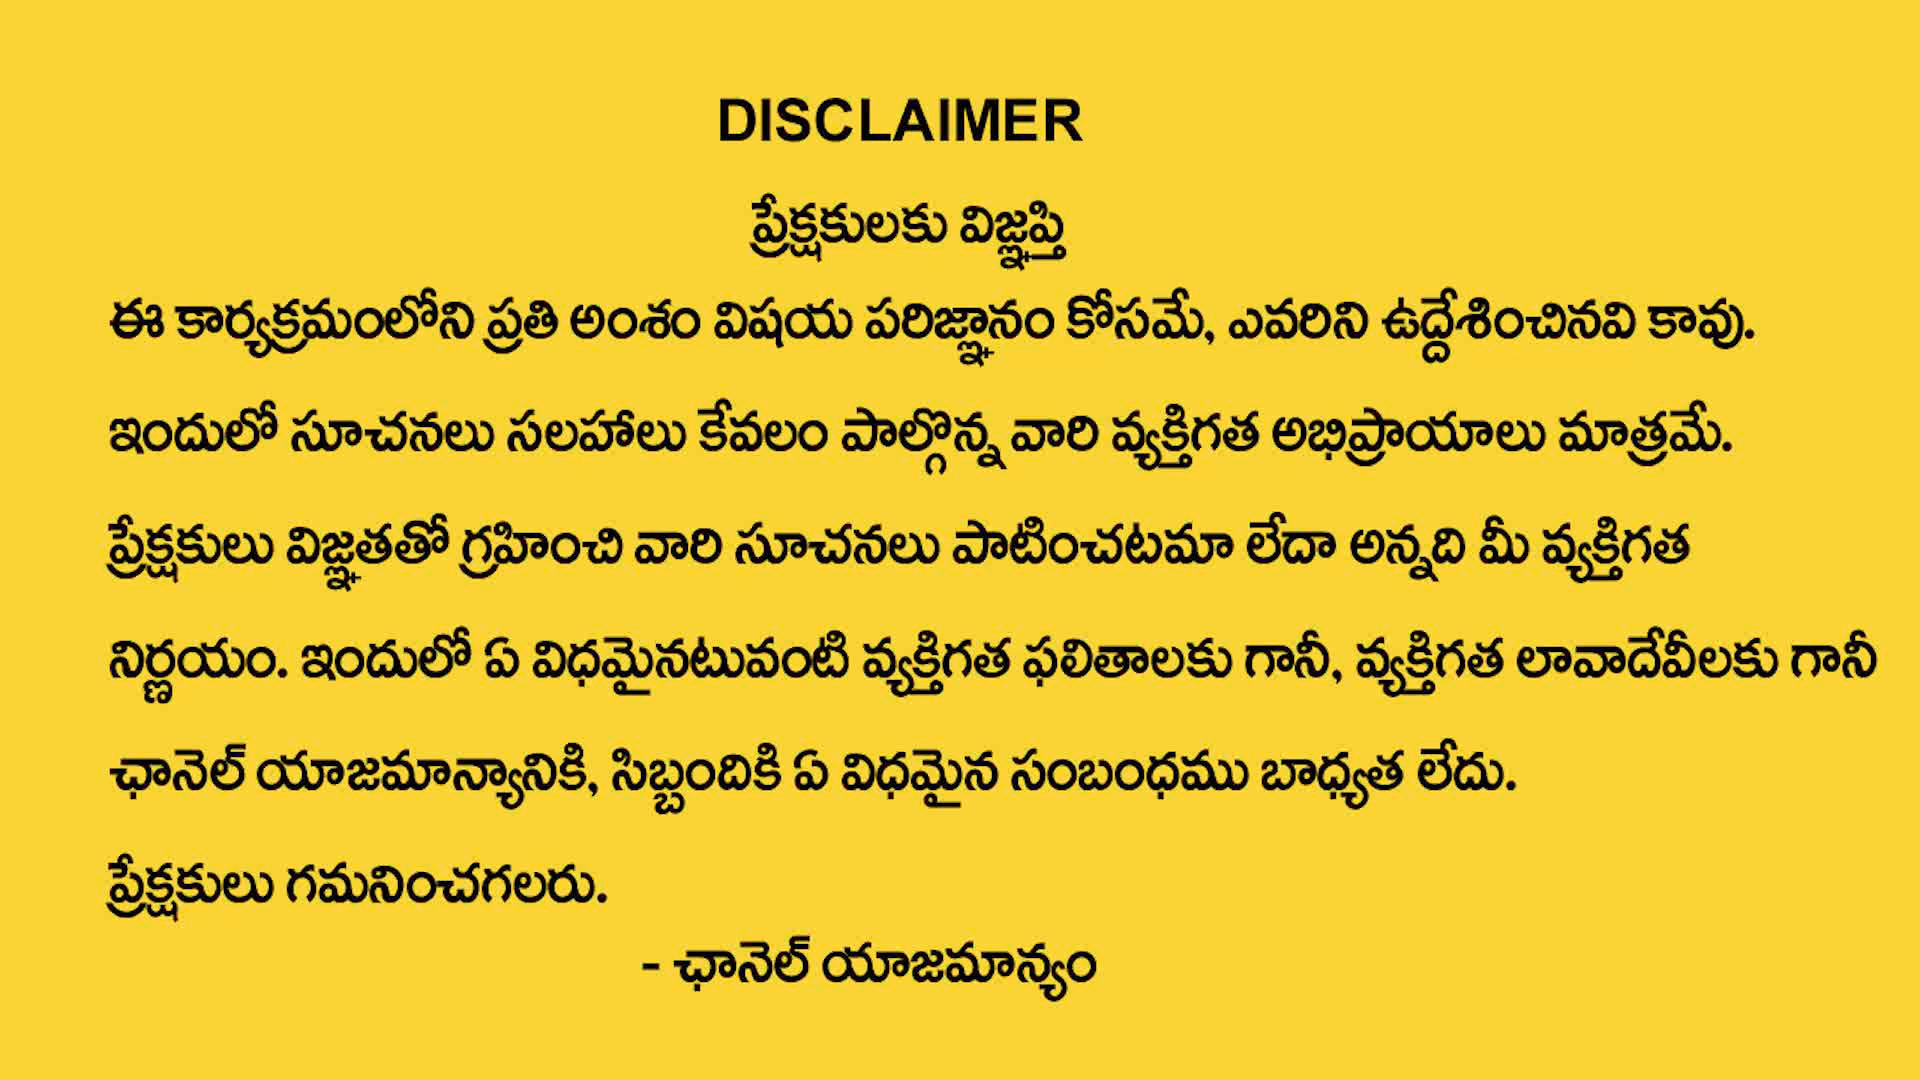 DISCLAIMER
ప్రేక్షకులకు విజ్ఞప్తి
ఈ కార్యక్రమంలోని ప్రతి అంశం విషయ పరిజ్ఞానం కోసమే, ఎవరిని ఉద్దేశించినవి కావు.
ఇందులో సూచనలు సలహాలు కేవలం పాల్గొన్న వారి వ్యక్తిగత అభిప్రాయాలు మాత్రమే.
ప్రేక్షకులు విజ్ఞతతో గ్రహించి వారి సూచనలు పాటించటమా లేదా అన్నది మీ వ్యక్తిగత
నిర్ణయం. ఇందులో ఏ విధమైనటువంటి వ్యక్తిగత ఫలితాలకు గానీ, వ్యక్తిగత లావాదేవీలకు గానీ
ఛానెల్ యాజమాన్యానికి, సిబ్బందికి ఏ విధమైన సంబంధము బాధ్యత లేదు.
ప్రేక్షకులు గమనించగలరు.
- ఛానెల్ యాజమాన్యం